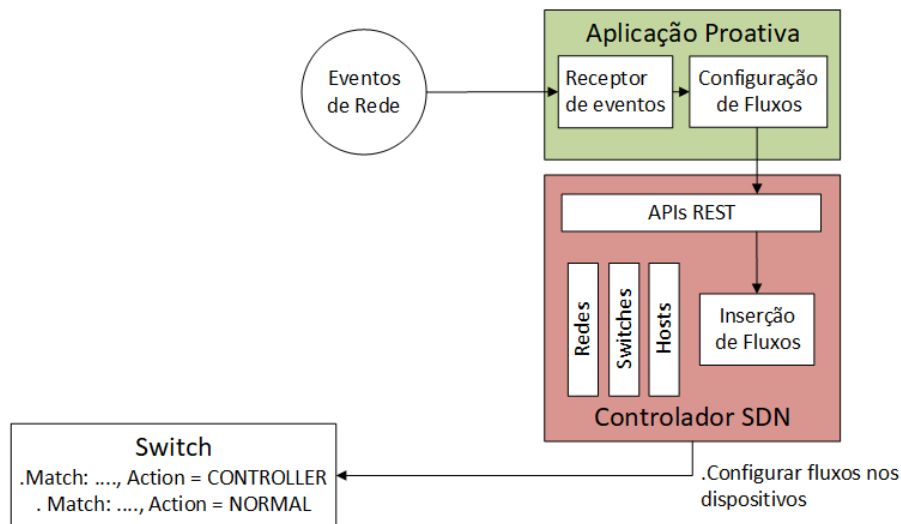 Aplicação Proativa
Eventos
de Rede
Receptor
de eventos
Configuração
de Fluxos
APIs REST
Redes
Switches
Hosts
Inserção
de Fluxos
Controlador SDN
Switch
.Match: ...., Action = CONTROLLER
. Match: ...., Action = NORMAL
.Configurar fluxos nos
dispositivos